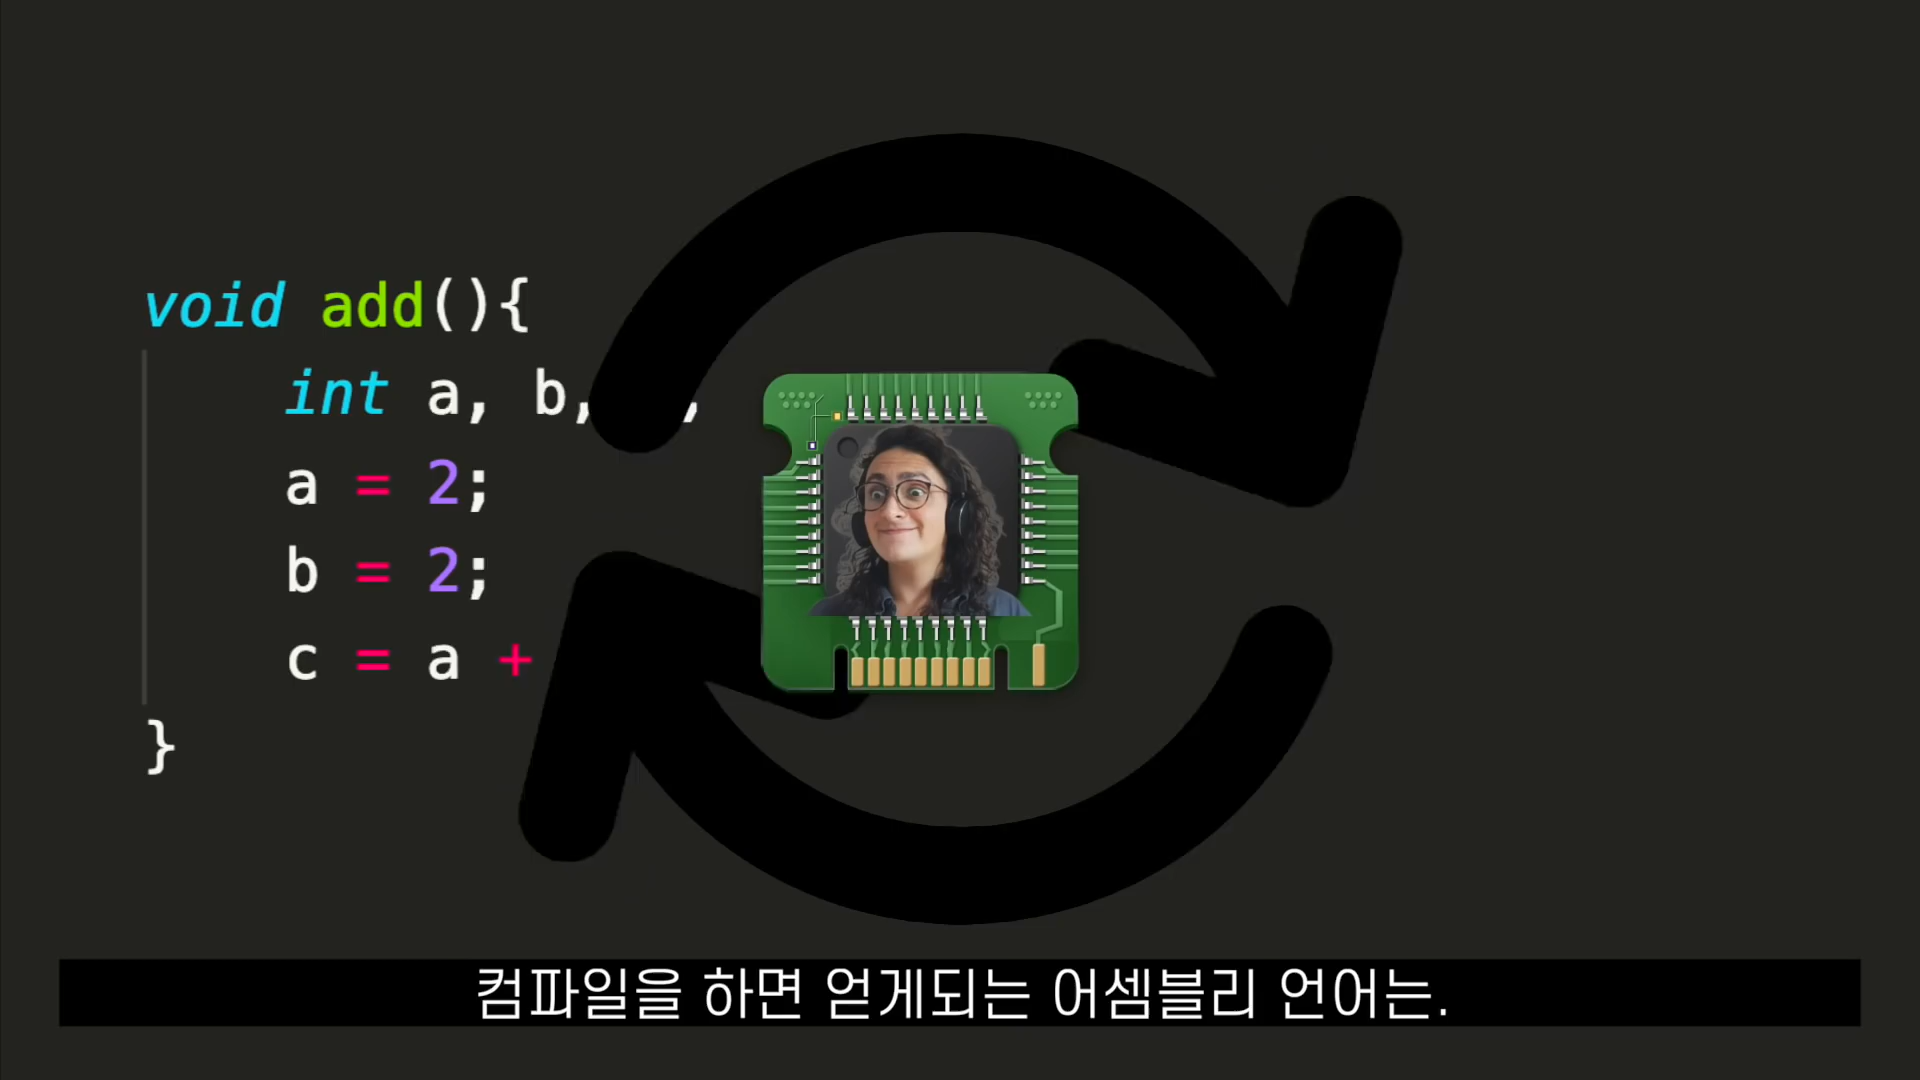 void add(){
int a, b, ,
a = 2;
b = 2;
c = a +
}
컴파일을 하면 얻게되는 어셈블리 언어는.